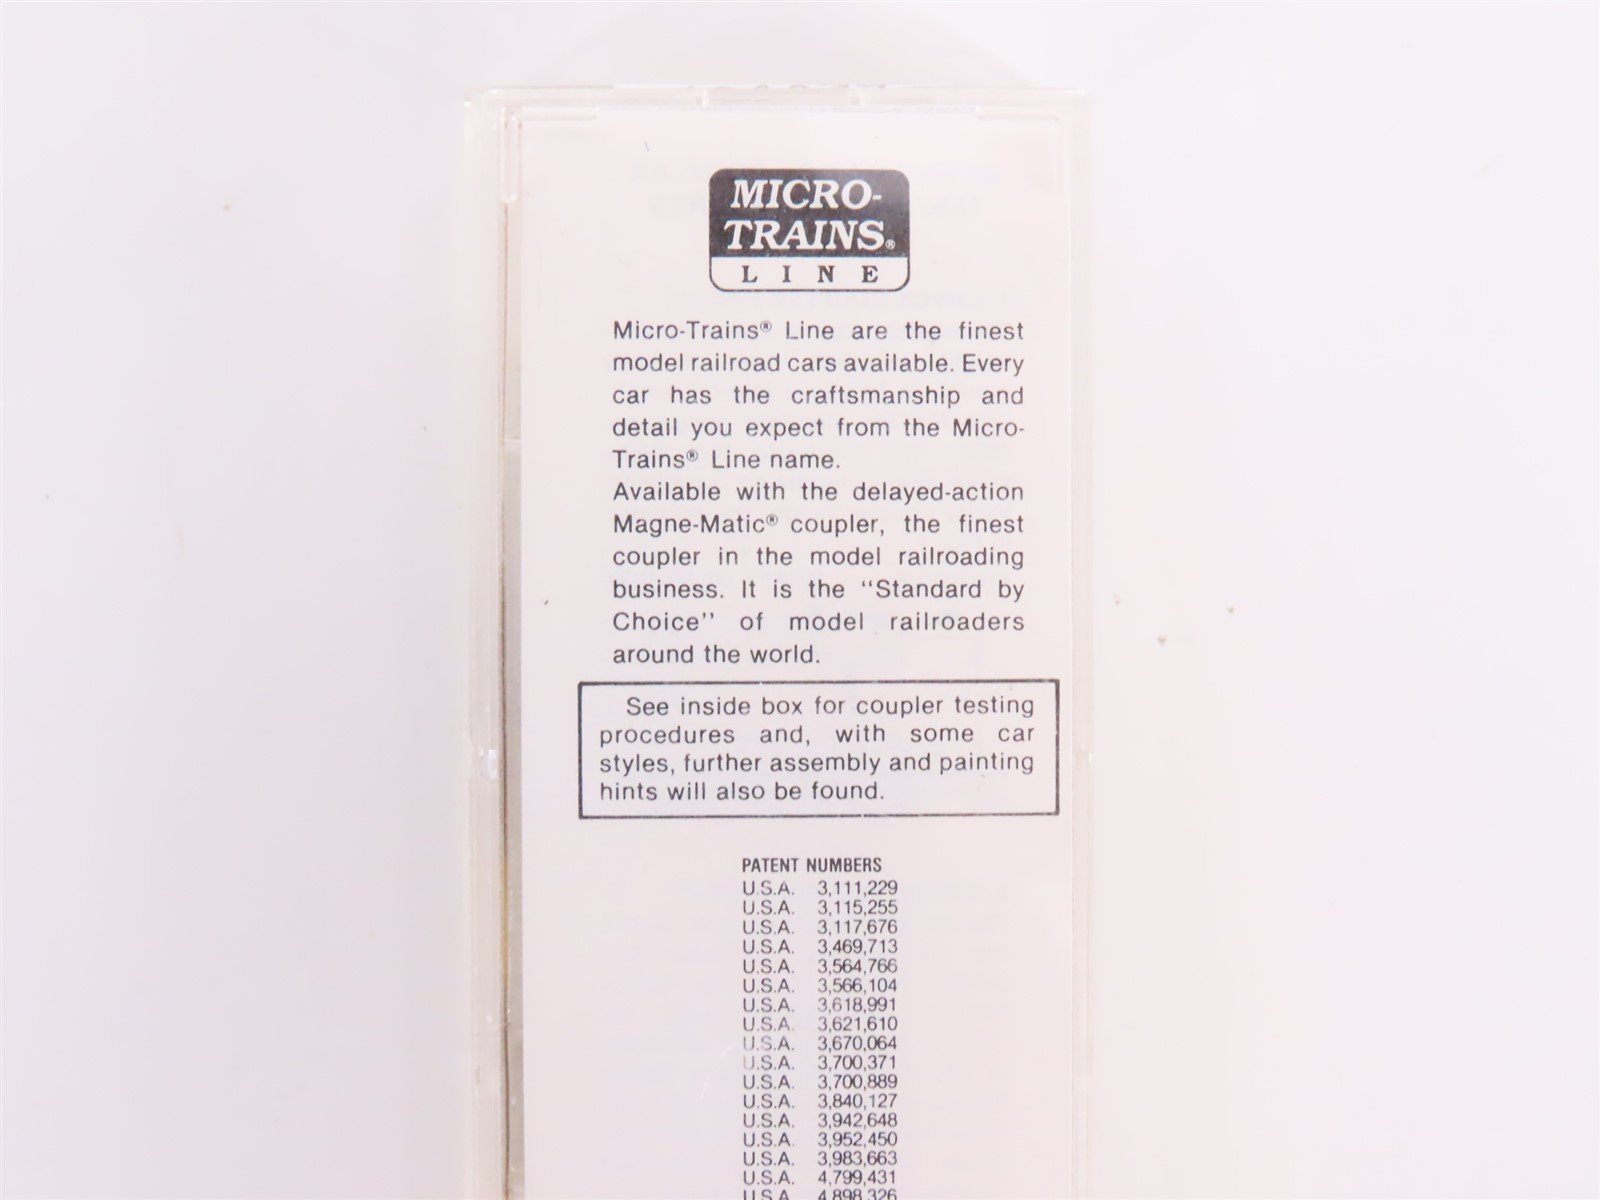 MICRO-
TRAINS®
LINE
Micro-Trains® Line are the finest
model railroad cars available. Every
car has the craftsmanship and
detail you expect from the Micro-
Trains® Line name.
Available with the delayed-action
Magne-Matic® coupler, the finest
coupler in the model railroading
business. It is the “Standard by
Choice” of model railroaders
around the world.
See inside box for coupler testing
procedures and, with some car
styles, further assembly and painting
hints will also be found.
PATENT NUMBERS
U.S.A. 3,111,229
U.S.A. 3,115,255
U.S.A. 3,117,676
U.S.A. 3,469,713
U.S.A. 3,564,766
U.S.A. 3,566,104
U.S.A. 3,618,991
U.S.A. 3,621,610
U.S.A. 3,670,064
U.S.A. 3,700,371
U.S.A. 3,700,889
U.S.A. 3,840,127
U.S.A. 3,942,648
U.S.A. 3,952,450
U.S.A. 3,983,663
U.S.A. 4,799,431
U.S.A. 4,898,326